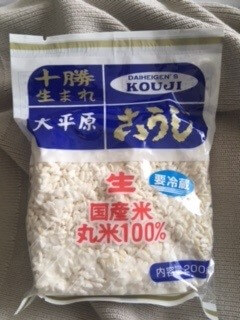 十勝
生まれ
DAIHEIGEN'S
KOUJI
大平原
こうじ
生
要冷蔵
国産米
丸米100%
内容 200